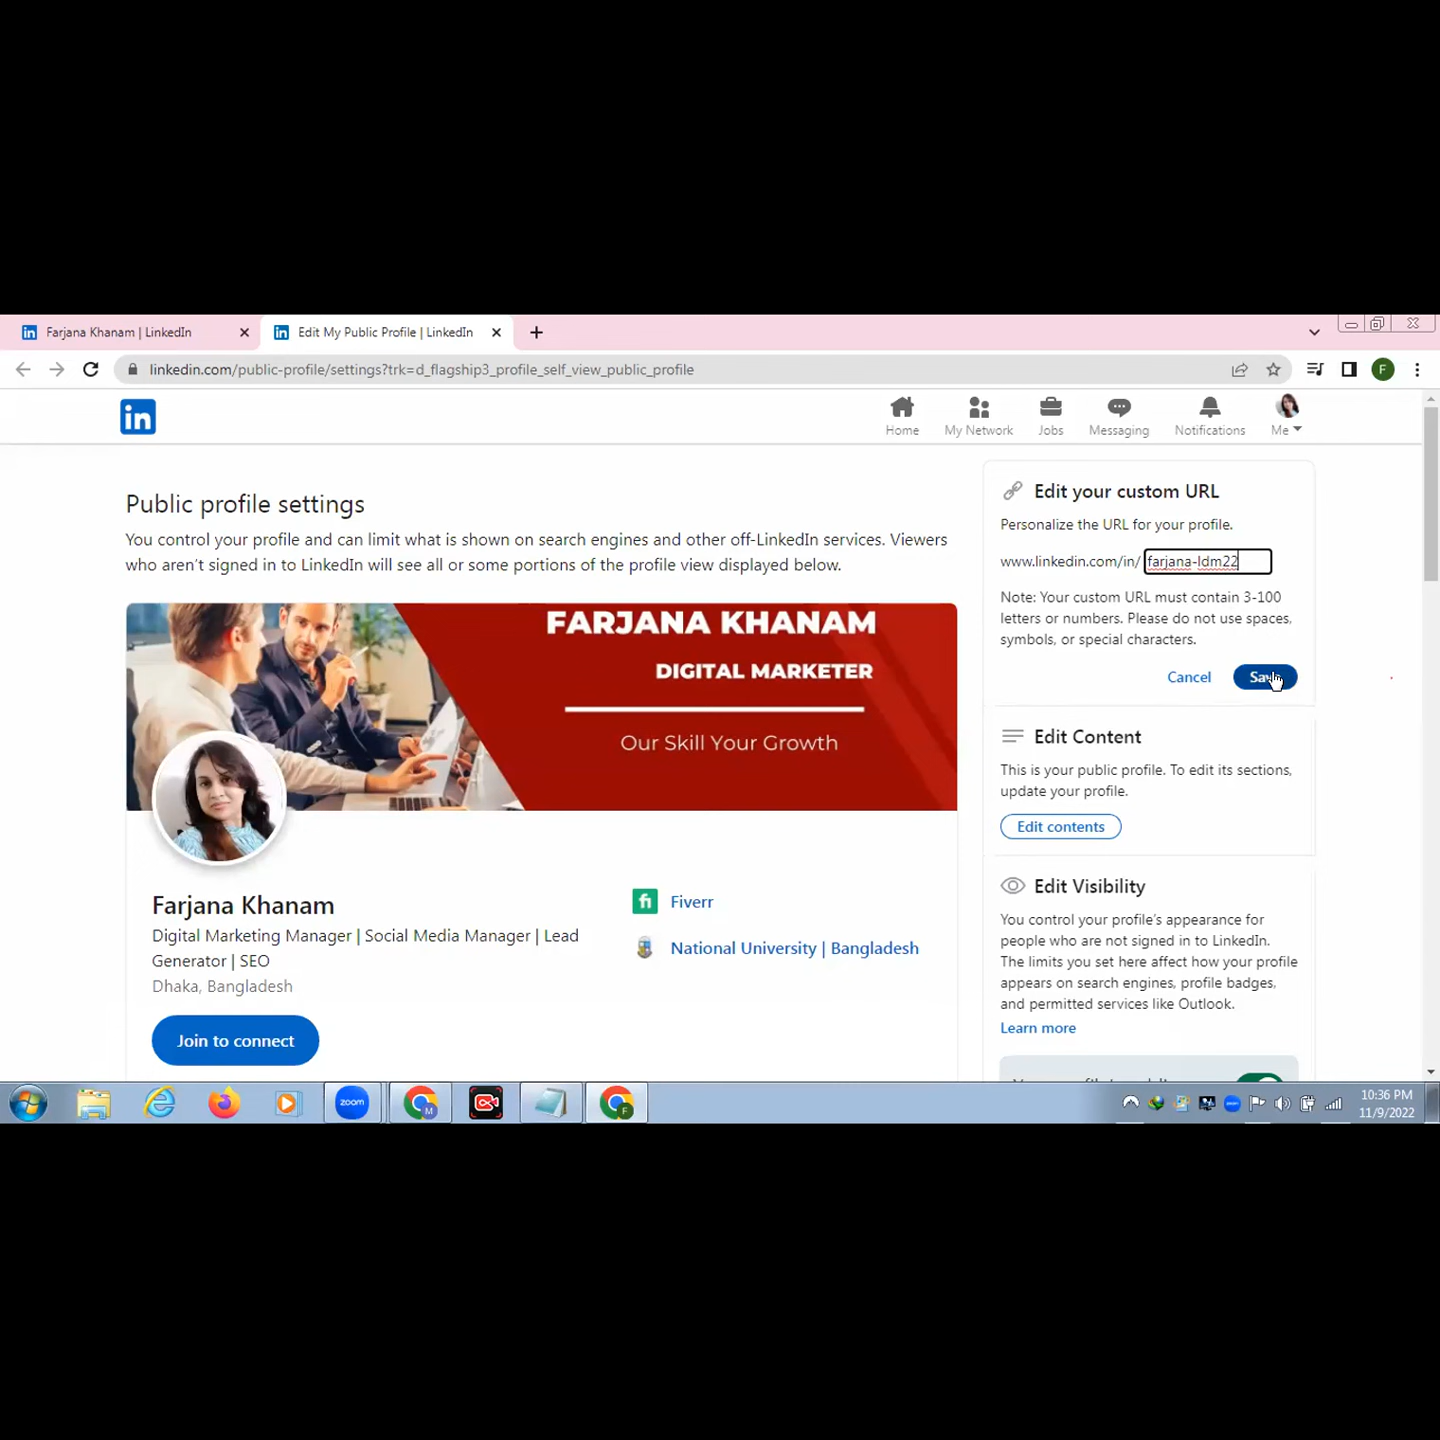 Farjana Khanam | LinkedIn
Edit My Public Profile | LinkedIn
linkedin.com/public-profile/settings?trk=d_flagship3_profile_self_view_public_profile
F
in
Home
My Network
Jobs
Messaging
Notifications
Me
Public profile settings
You control your profile and can limit what is shown on search engines and other off-LinkedIn services. Viewers
who aren't signed in to LinkedIn will see all or some portions of the profile view displayed below.
FARJANA KHANAM
DIGITAL MARKETER
Our Skill Your Growth
Farjana Khanam
Digital Marketing Manager | Social Media Manager | Lead
Generator | SEO
Dhaka, Bangladesh
Join to connect
fi
Fiverr
National University | Bangladesh
Edit your custom URL
Personalize the URL for your profile.
www.linkedin.com/in/ farjana-ldm22
Note: Your custom URL must contain 3-100
letters or numbers. Please do not use spaces,
symbols, or special characters.
Cancel
Edit Content
This is your public profile. To edit its sections,
update your profile.
Edit contents
Edit Visibility
You control your profile's appearance for
people who are not signed in to LinkedIn.
The limits you set here affect how your profile
appears on search engines, profile badges,
and permitted services like Outlook.
Learn more
zoom
M
F
10:36 PM
11/9/2022